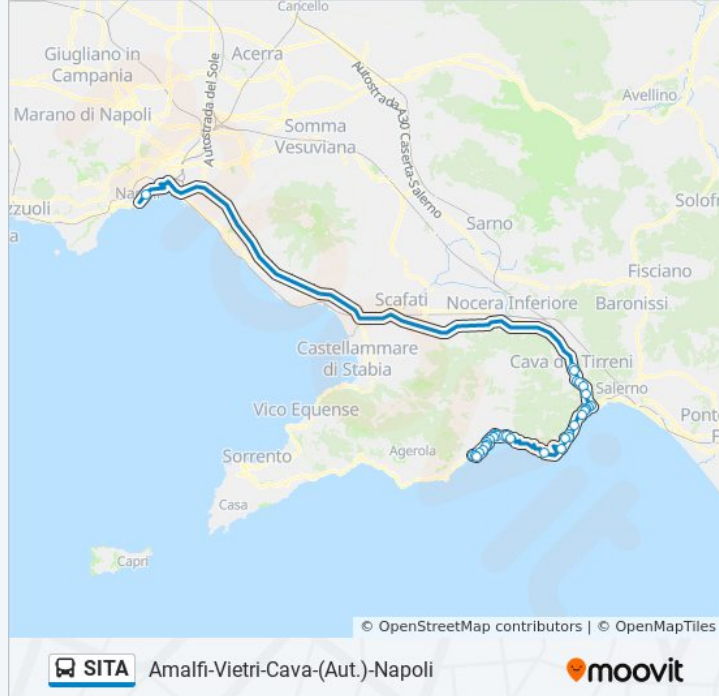 Cancello
Giugliano in
Campania
Acerra
Autostrada del Sole
Autostrada A30 Caserta-Salerno
Avellino
Marano di Napoli
Somma
Vesuviana
Solofr
Nap
zzuoli
a
Sarno
Fisciano
Scafati
Nocera Inferiore
Baronissi
Castellammare
di Stabia
Cava de' Tirreni
Salerno
Vico Equense
Pont
F
Agerola
Sorrento
Casa
Capri
© OpenStreetMap contributors | © OpenMapTiles
SITA
Amalfi-Vietri-Cava-(Aut.)-Napoli
moovit